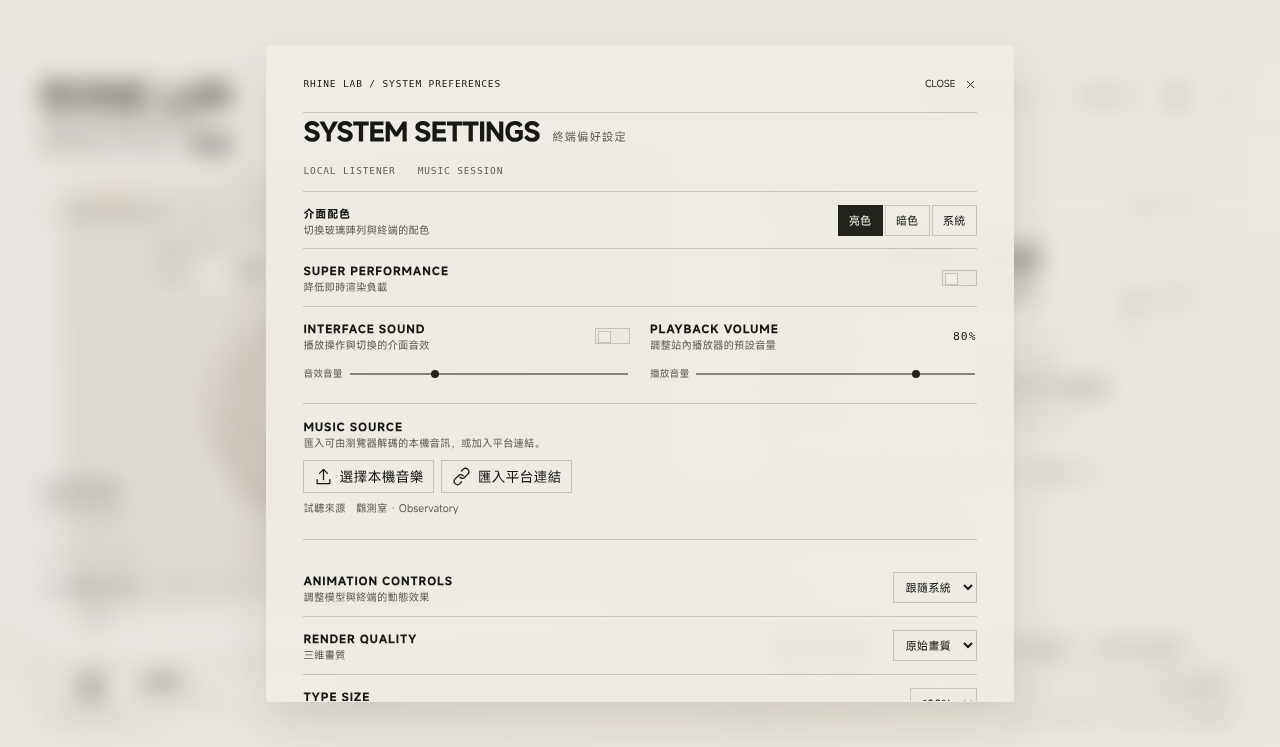 RHINE LAB / SYSTEM PREFERENCES
CLOSE ×
SYSTEM SETTINGS 終端偏好設定
LOCAL LISTENER MUSIC SESSION
介面配色
切換玻璃陣列與終端的配色
亮色 暗色 系統
SUPER PERFORMANCE
降低即時渲染負載
INTERFACE SOUND
播放操作與切換的介面音效
音效音量
PLAYBACK VOLUME
調整站內播放器的預設音量
80%
播放音量
MUSIC SOURCE
匯入可由瀏覽器解碼的本機音訊，或加入平台連結。
選擇本機音樂 匯入平台連結
試聽來源 觀測室 · Observatory
ANIMATION CONTROLS
調整模型與終端的動態效果
跟隨系統
RENDER QUALITY
三維畫質
原始畫質
TYPE SIZE